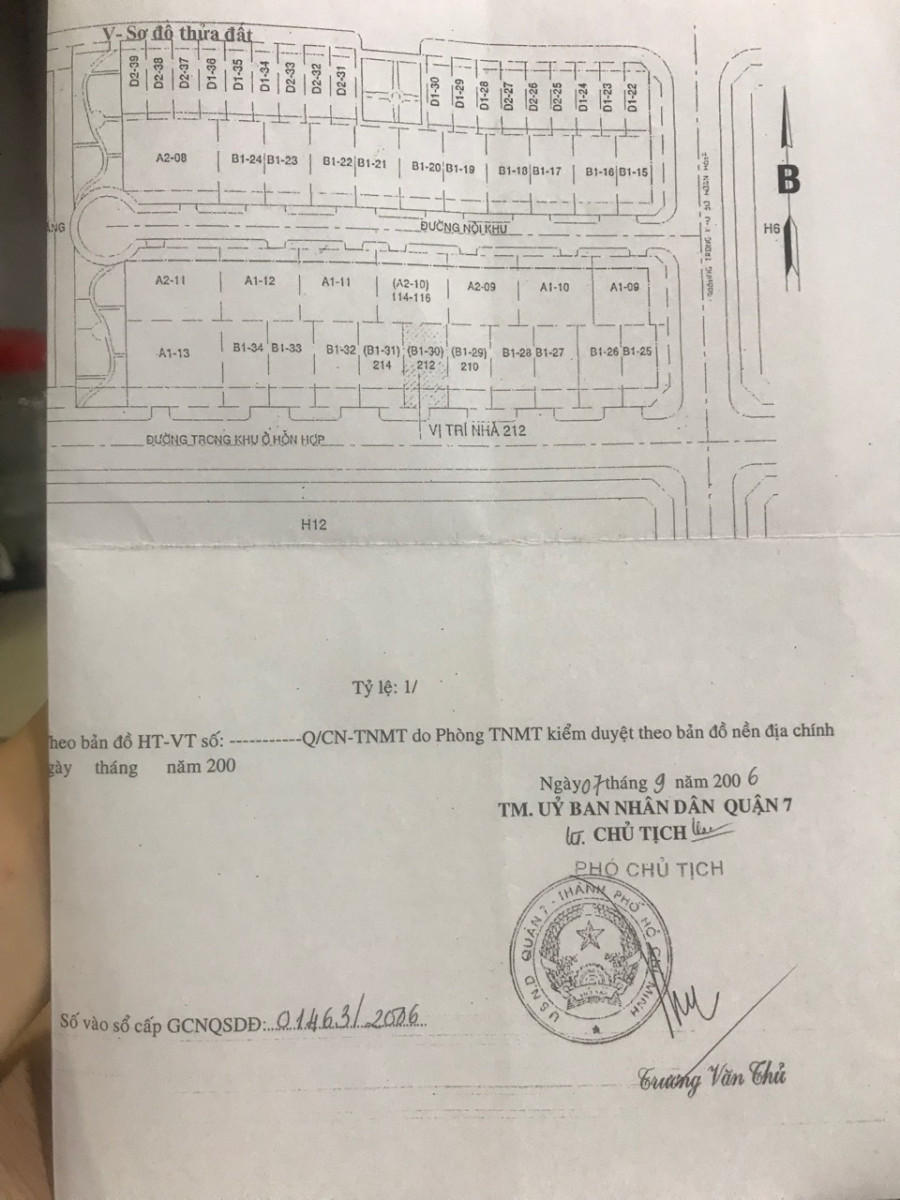 V- Sơ đồ thửa đất
D2-39 D2-38 D2-37 D1-36 D1-35 D1-34 D2-33 D2-32 D2-31 D1-30 D1-29 D1-28 D2-27 D2-26 D2-25 D1-24 D1-23 D1-22
A2-08 B1-24 B1-23 B1-22 B1-21 B1-20 B1-19 B1-18 B1-17 B1-16 B1-15
B
ĐƯỜNG NỘI KHU
H6
A2-11 A1-12 A1-11 (A2-10) A2-09 A1-10 A1-09
114-116
A1-13 B1-34 B1-33 B1-32 (B1-31) (B1-30) (B1-29) B1-28 B1-27 B1-26 B1-25
214 212 210
VỊ TRÍ NHÀ 212
ĐƯỜNG TRONG KHU Ở HỖN HỢP
H12
Tỷ lệ: 1/
heo bản đồ HT-VT số: -----------Q/CN-TNMT do Phòng TNMT kiểm duyệt theo bản đồ nền địa chính
gày tháng năm 200
Ngày 07 tháng 9 năm 2006
TM. UỶ BAN NHÂN DÂN QUẬN 7
CHỦ TỊCH
PHÓ CHỦ TỊCH
U.B.N.D QUẬN 7 - THÀNH PHỐ HỒ CHÍ MINH
Số vào sổ cấp GCNQSDĐ: 01463/2006
Trương Văn Thủ